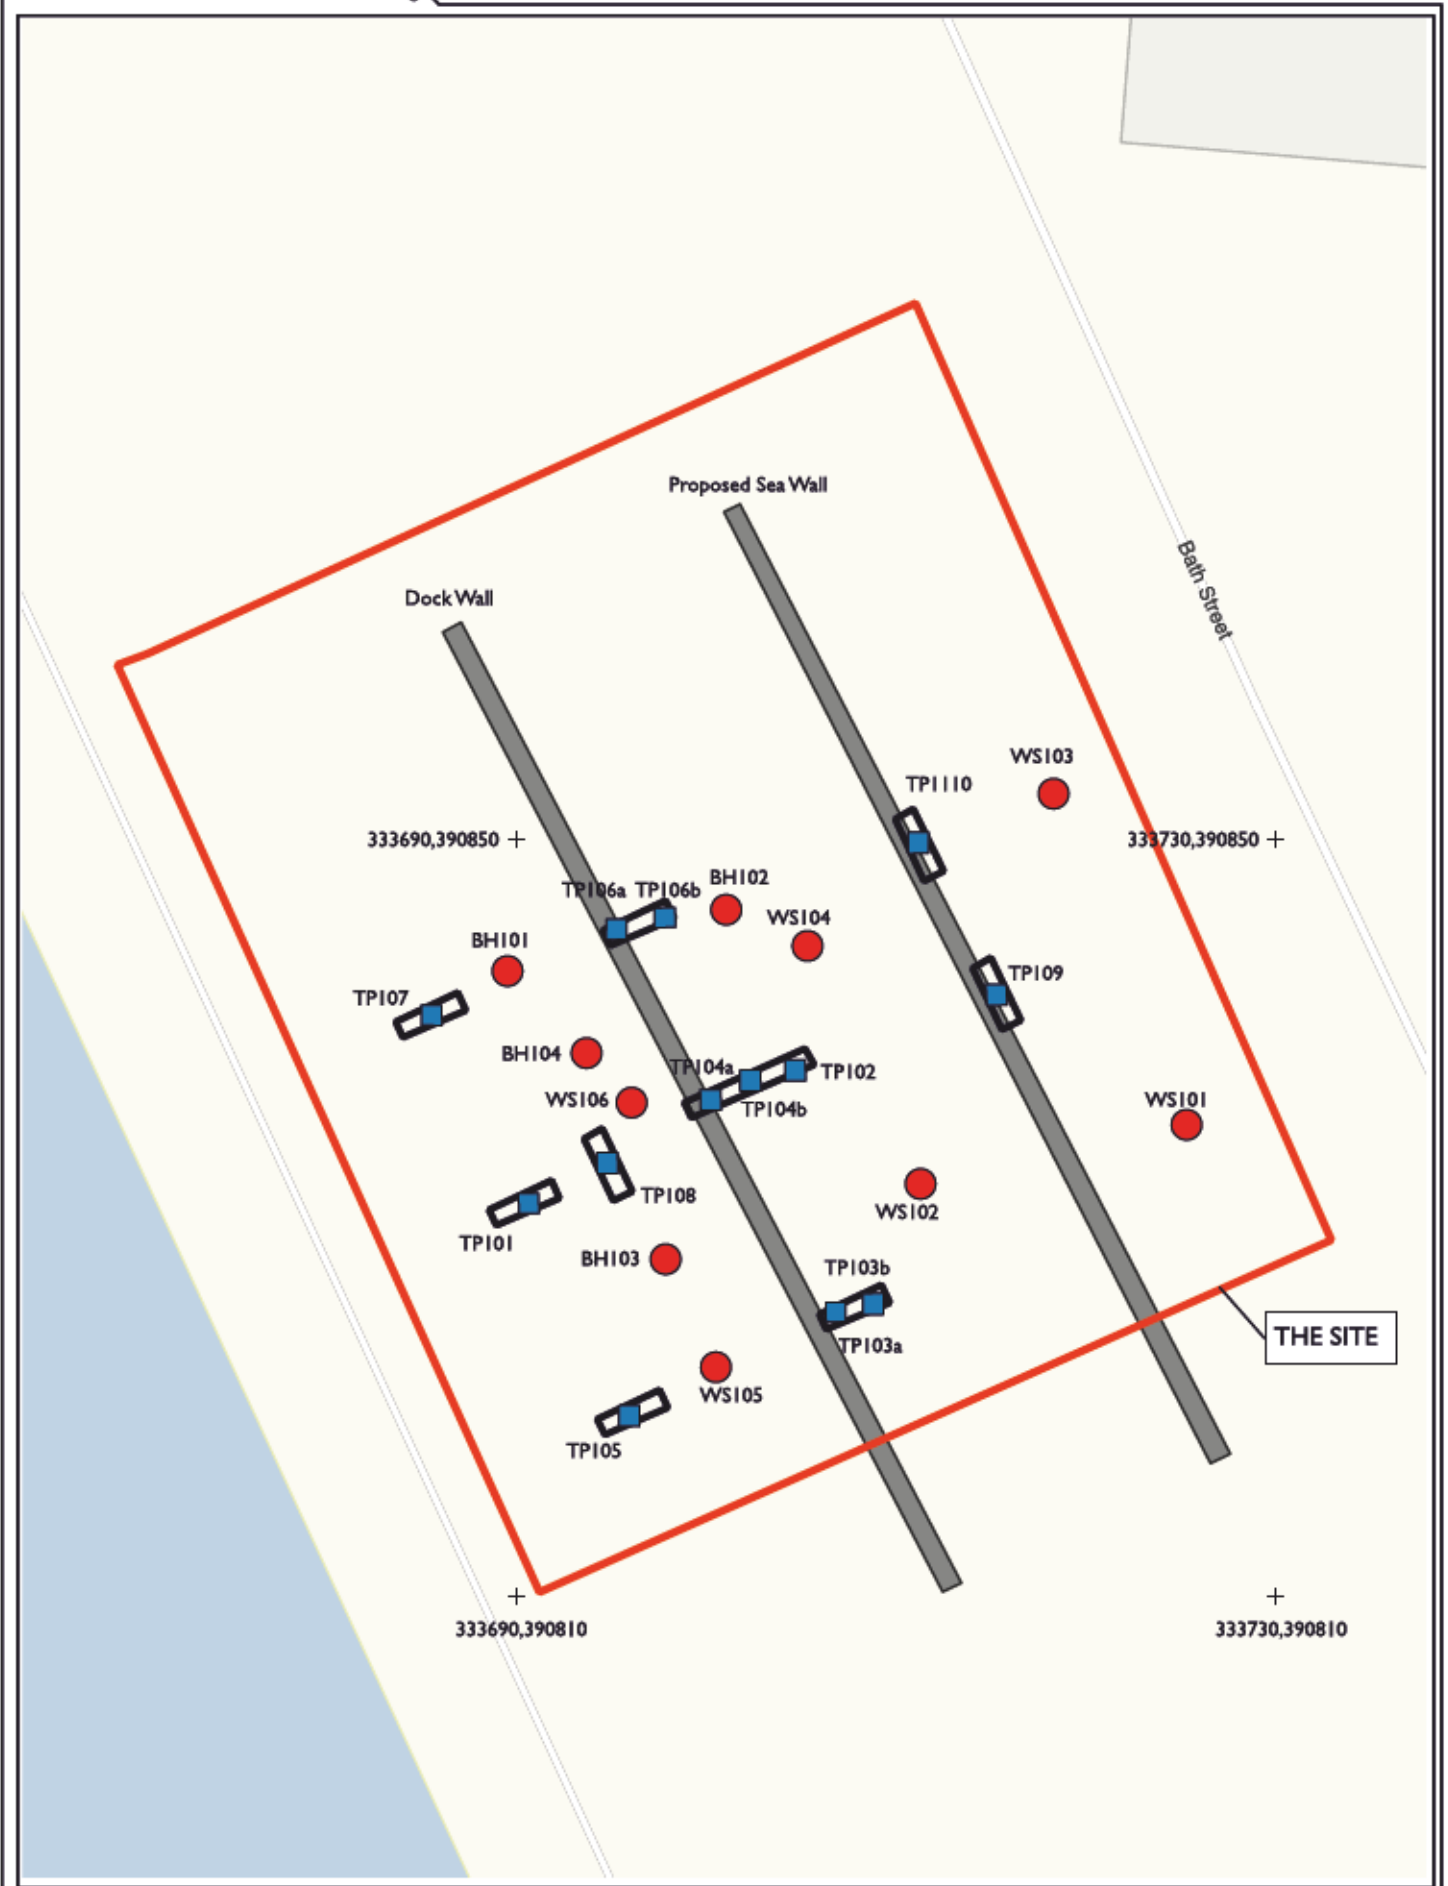 Proposed Sea Wall
Dock Wall
Bath Street
WS103
TP1110
333690,390850
333730,390850
BH102
TP106a TP106b
WS104
BH101
TP109
TP107
BH104
TP104a
TP102
WS106
TP104b
WS101
TP108
WS102
TP101
BH103
TP103b
THE SITE
TP103a
WS105
TP105
333690,390810
333730,390810